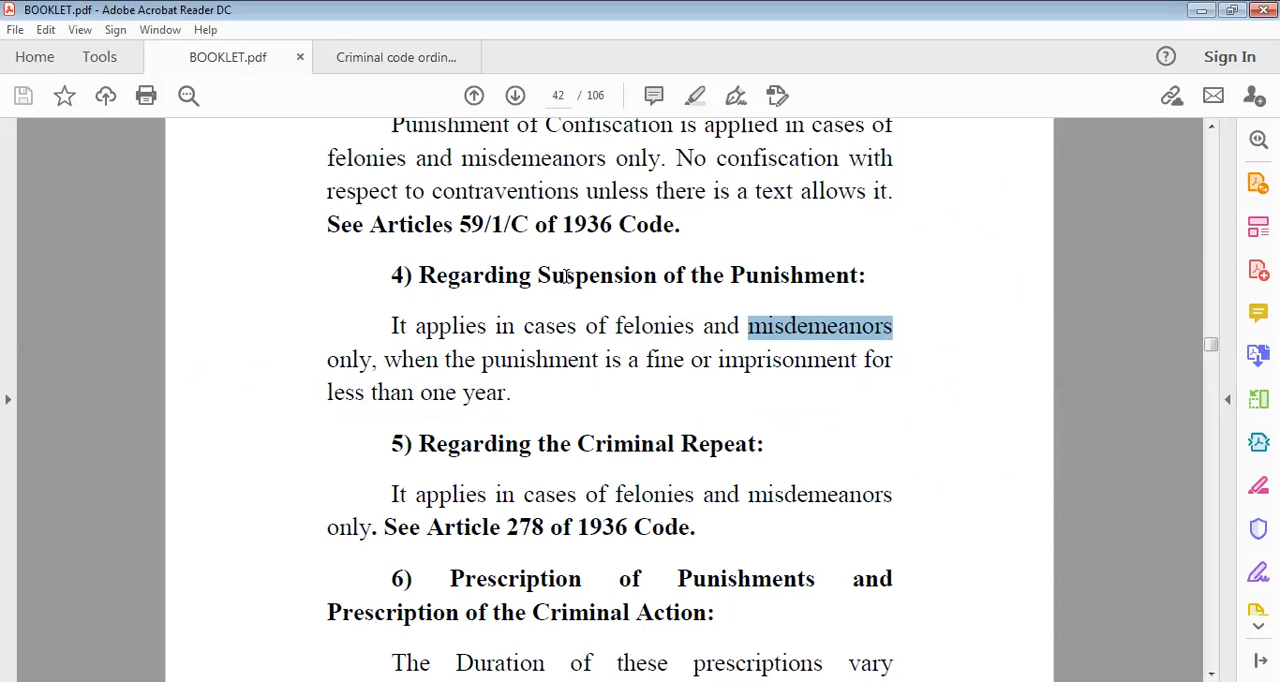 BOOKLET.pdf - Adobe Acrobat Reader DC
File Edit View Sign Window Help
Home Tools BOOKLET.pdf × Criminal code ordin... Sign In
42 / 106
Punishment of Confiscation is applied in cases of
felonies and misdemeanors only. No confiscation with
respect to contraventions unless there is a text allows it.
See Articles 59/1/C of 1936 Code.
4) Regarding Suspension of the Punishment:
It applies in cases of felonies and misdemeanors
only, when the punishment is a fine or imprisonment for
less than one year.
5) Regarding the Criminal Repeat:
It applies in cases of felonies and misdemeanors
only. See Article 278 of 1936 Code.
6) Prescription of Punishments and
Prescription of the Criminal Action:
The Duration of these prescriptions vary